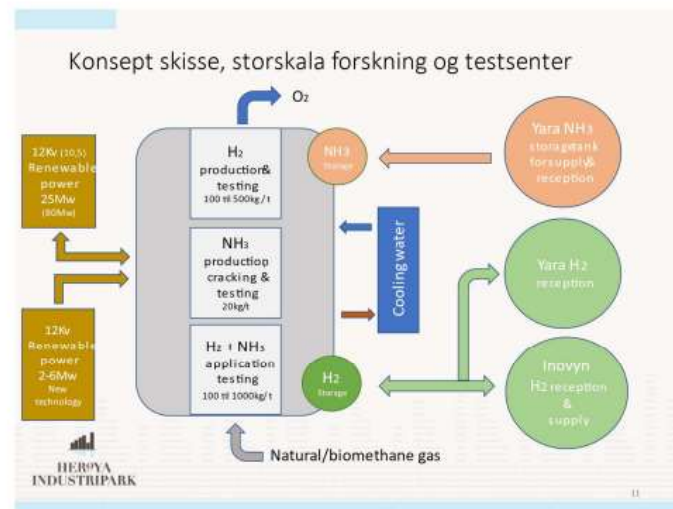 Konsept skisse, storskala forskning og testsenter
O₂
12Kv (10,5)
Renewable
power
25Mw
(80Mw)
12Kv
Renewable
power
2-6Mw
New
technology
H₂
production&
testing
100 til 500kg/t
NH₃
production,
cracking &
testing
20kg/t
H₂ + NH₃
application
testing
100 til 1000kg/t
NH3
Storage
Cooling water
H₂
Storage
Yara NH₃
storagetank
forsupply&
reception
Yara H₂
reception
Inovyn
H₂ reception
&
supply
Natural/biomethane gas
HERØYA
INDUSTRIPARK
11